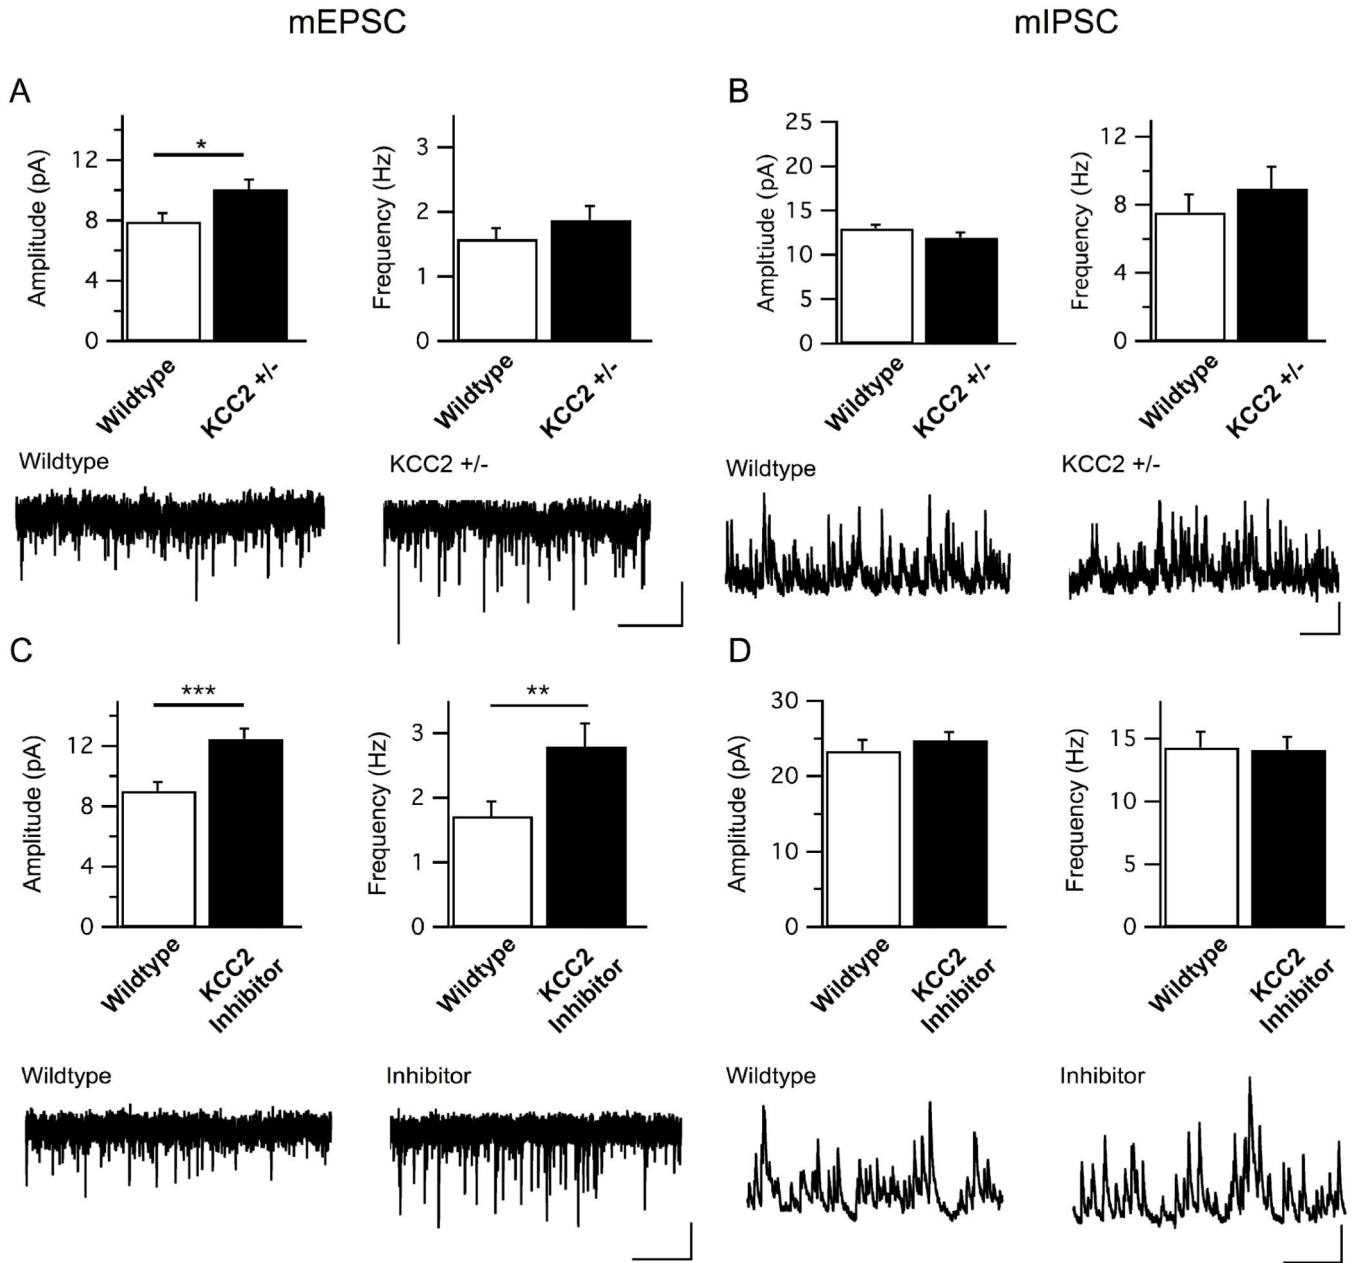 mEPSC
mIPSC
A
Amplitude (pA)
12
8
4
0
*
Wildtype
KCC2 +/-
Frequency (Hz)
3
2
1
0
Wildtype
KCC2 +/-
B
Ampltiude (pA)
25
20
15
10
5
0
Wildtype
KCC2 +/-
Frequency (Hz)
12
8
4
0
Wildtype
KCC2 +/-
Wildtype
KCC2 +/-
Wildtype
KCC2 +/-
C
Amplitude (pA)
12
8
4
0
***
Wildtype
KCC2
Inhibitor
Frequency (Hz)
3
2
1
0
**
Wildtype
KCC2
Inhibitor
D
Amplitude (pA)
30
20
10
0
Wildtype
KCC2
Inhibitor
Frequency (Hz)
15
10
5
0
Wildtype
KCC2
Inhibitor
Wildtype
Inhibitor
Wildtype
Inhibitor